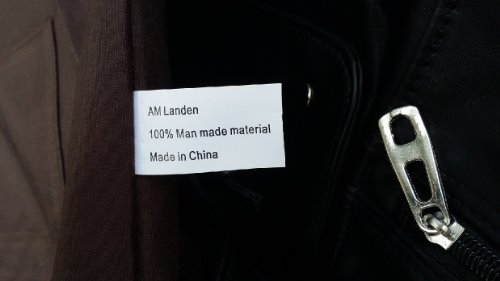 AM Landen
100% Man made material
Made in China